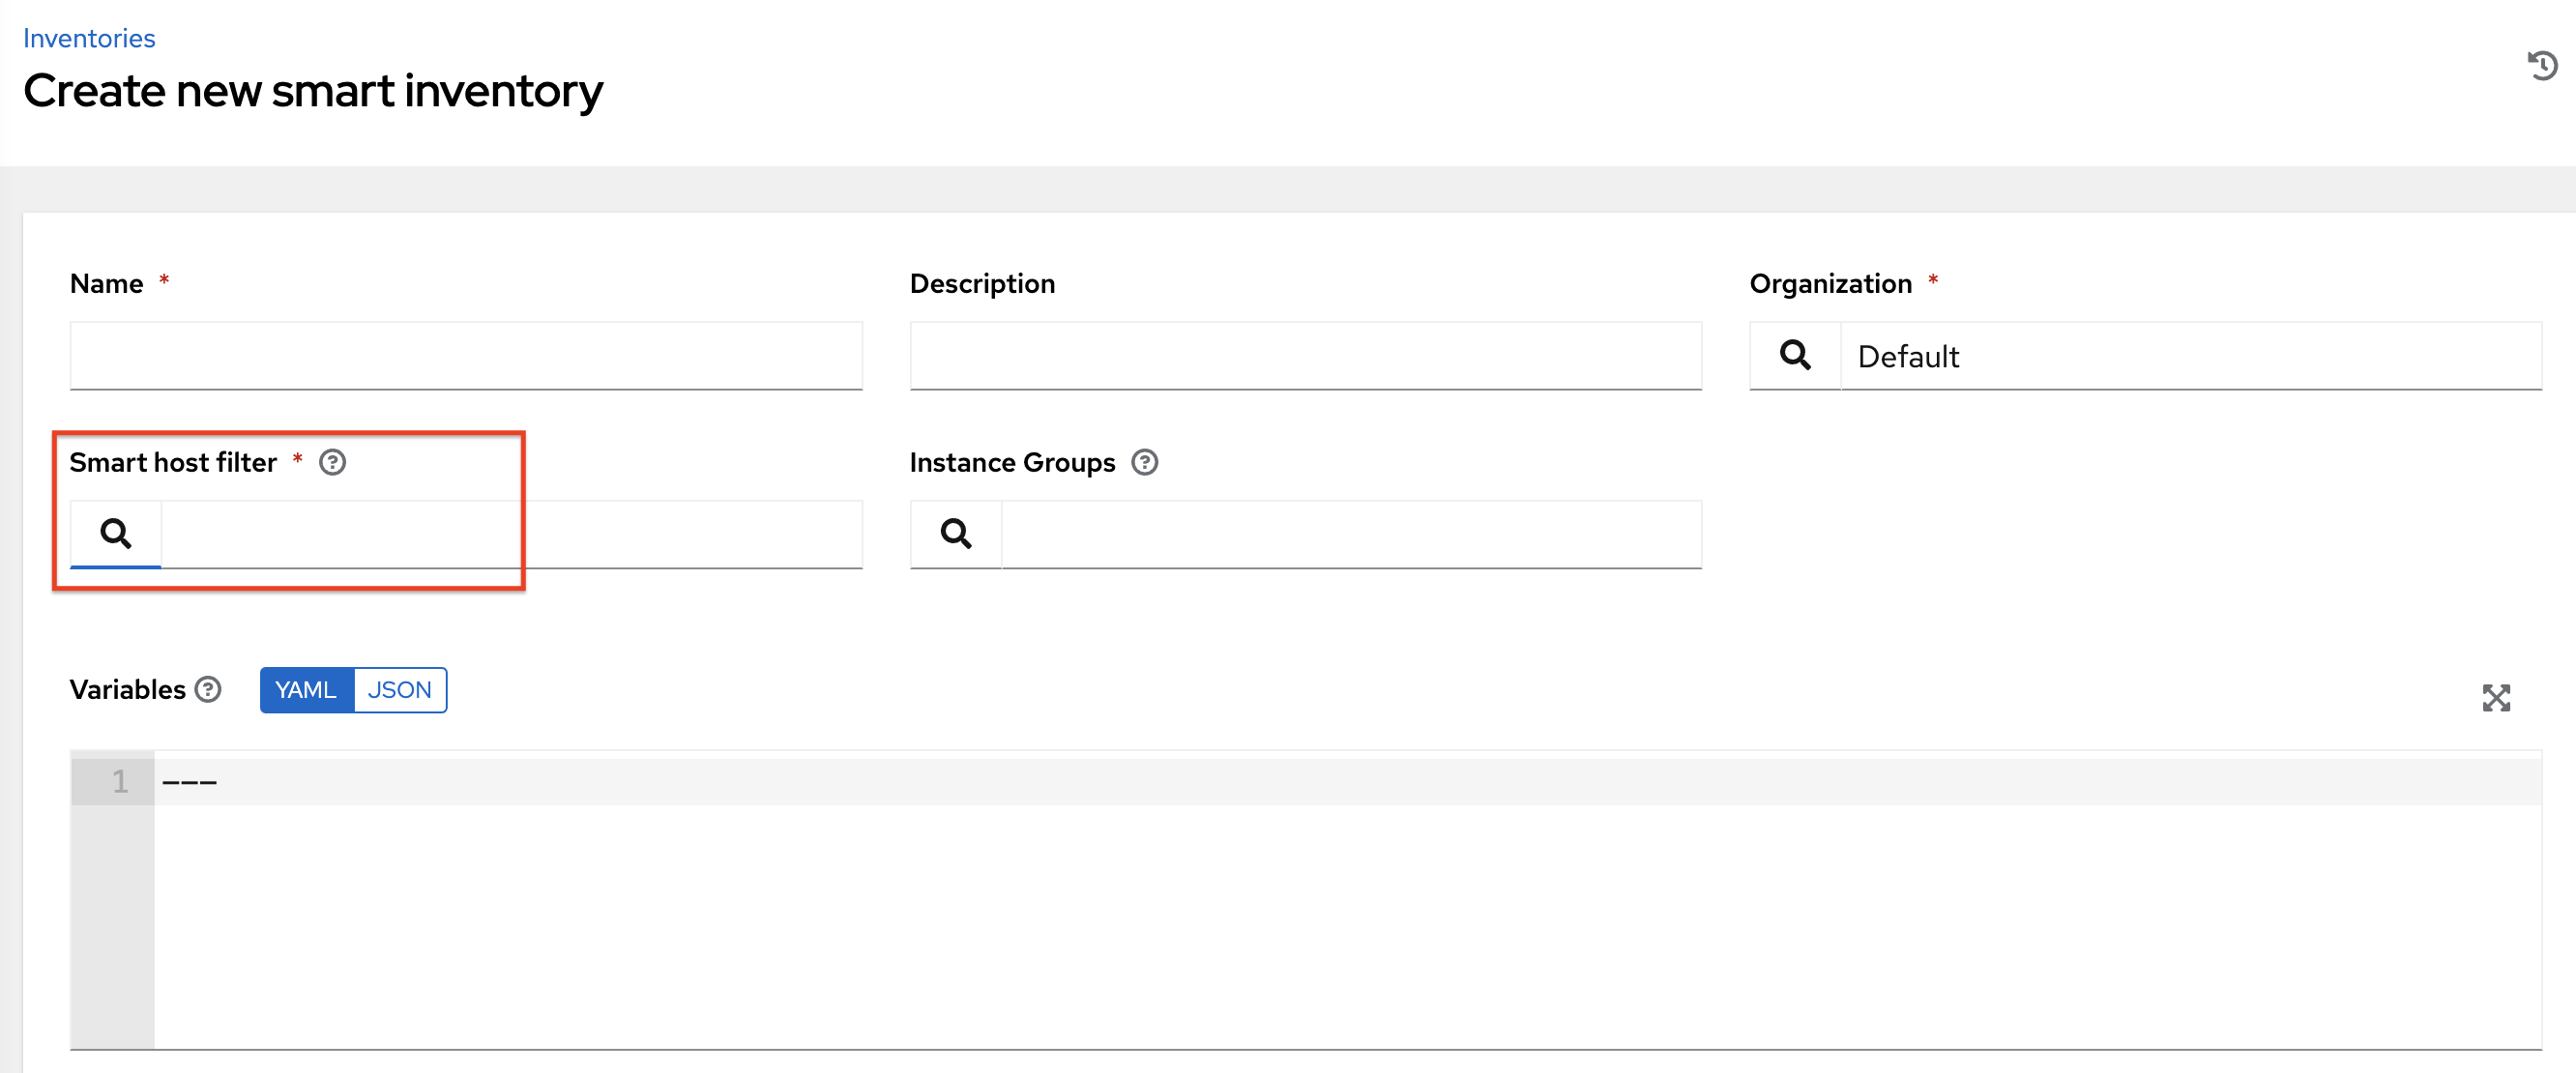 Inventories
Create new smart inventory
Name *
Description
Organization *
Default
Smart host filter *
Instance Groups
Variables
YAML
JSON
1 ---